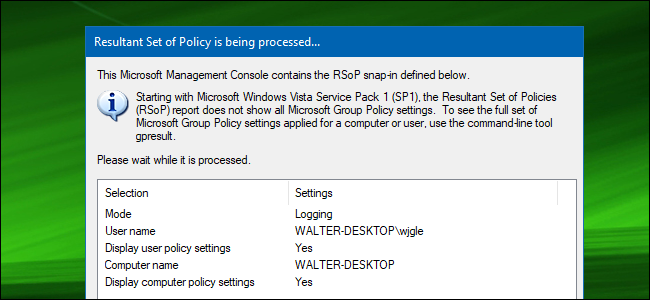 Resultant Set of Policy is being processed...
This Microsoft Management Console contains the RSoP snap-in defined below.
Starting with Microsoft Windows Vista Service Pack 1 (SP1), the Resultant Set of Policies
(RSoP) report does not show all Microsoft Group Policy settings. To see the full set of
Microsoft Group Policy settings applied for a computer or user, use the command-line tool
gpresult.
Please wait while it is processed.
Selection Settings
Mode Logging
User name WALTER-DESKTOP\wjgle
Display user policy settings Yes
Computer name WALTER-DESKTOP
Display computer policy settings Yes